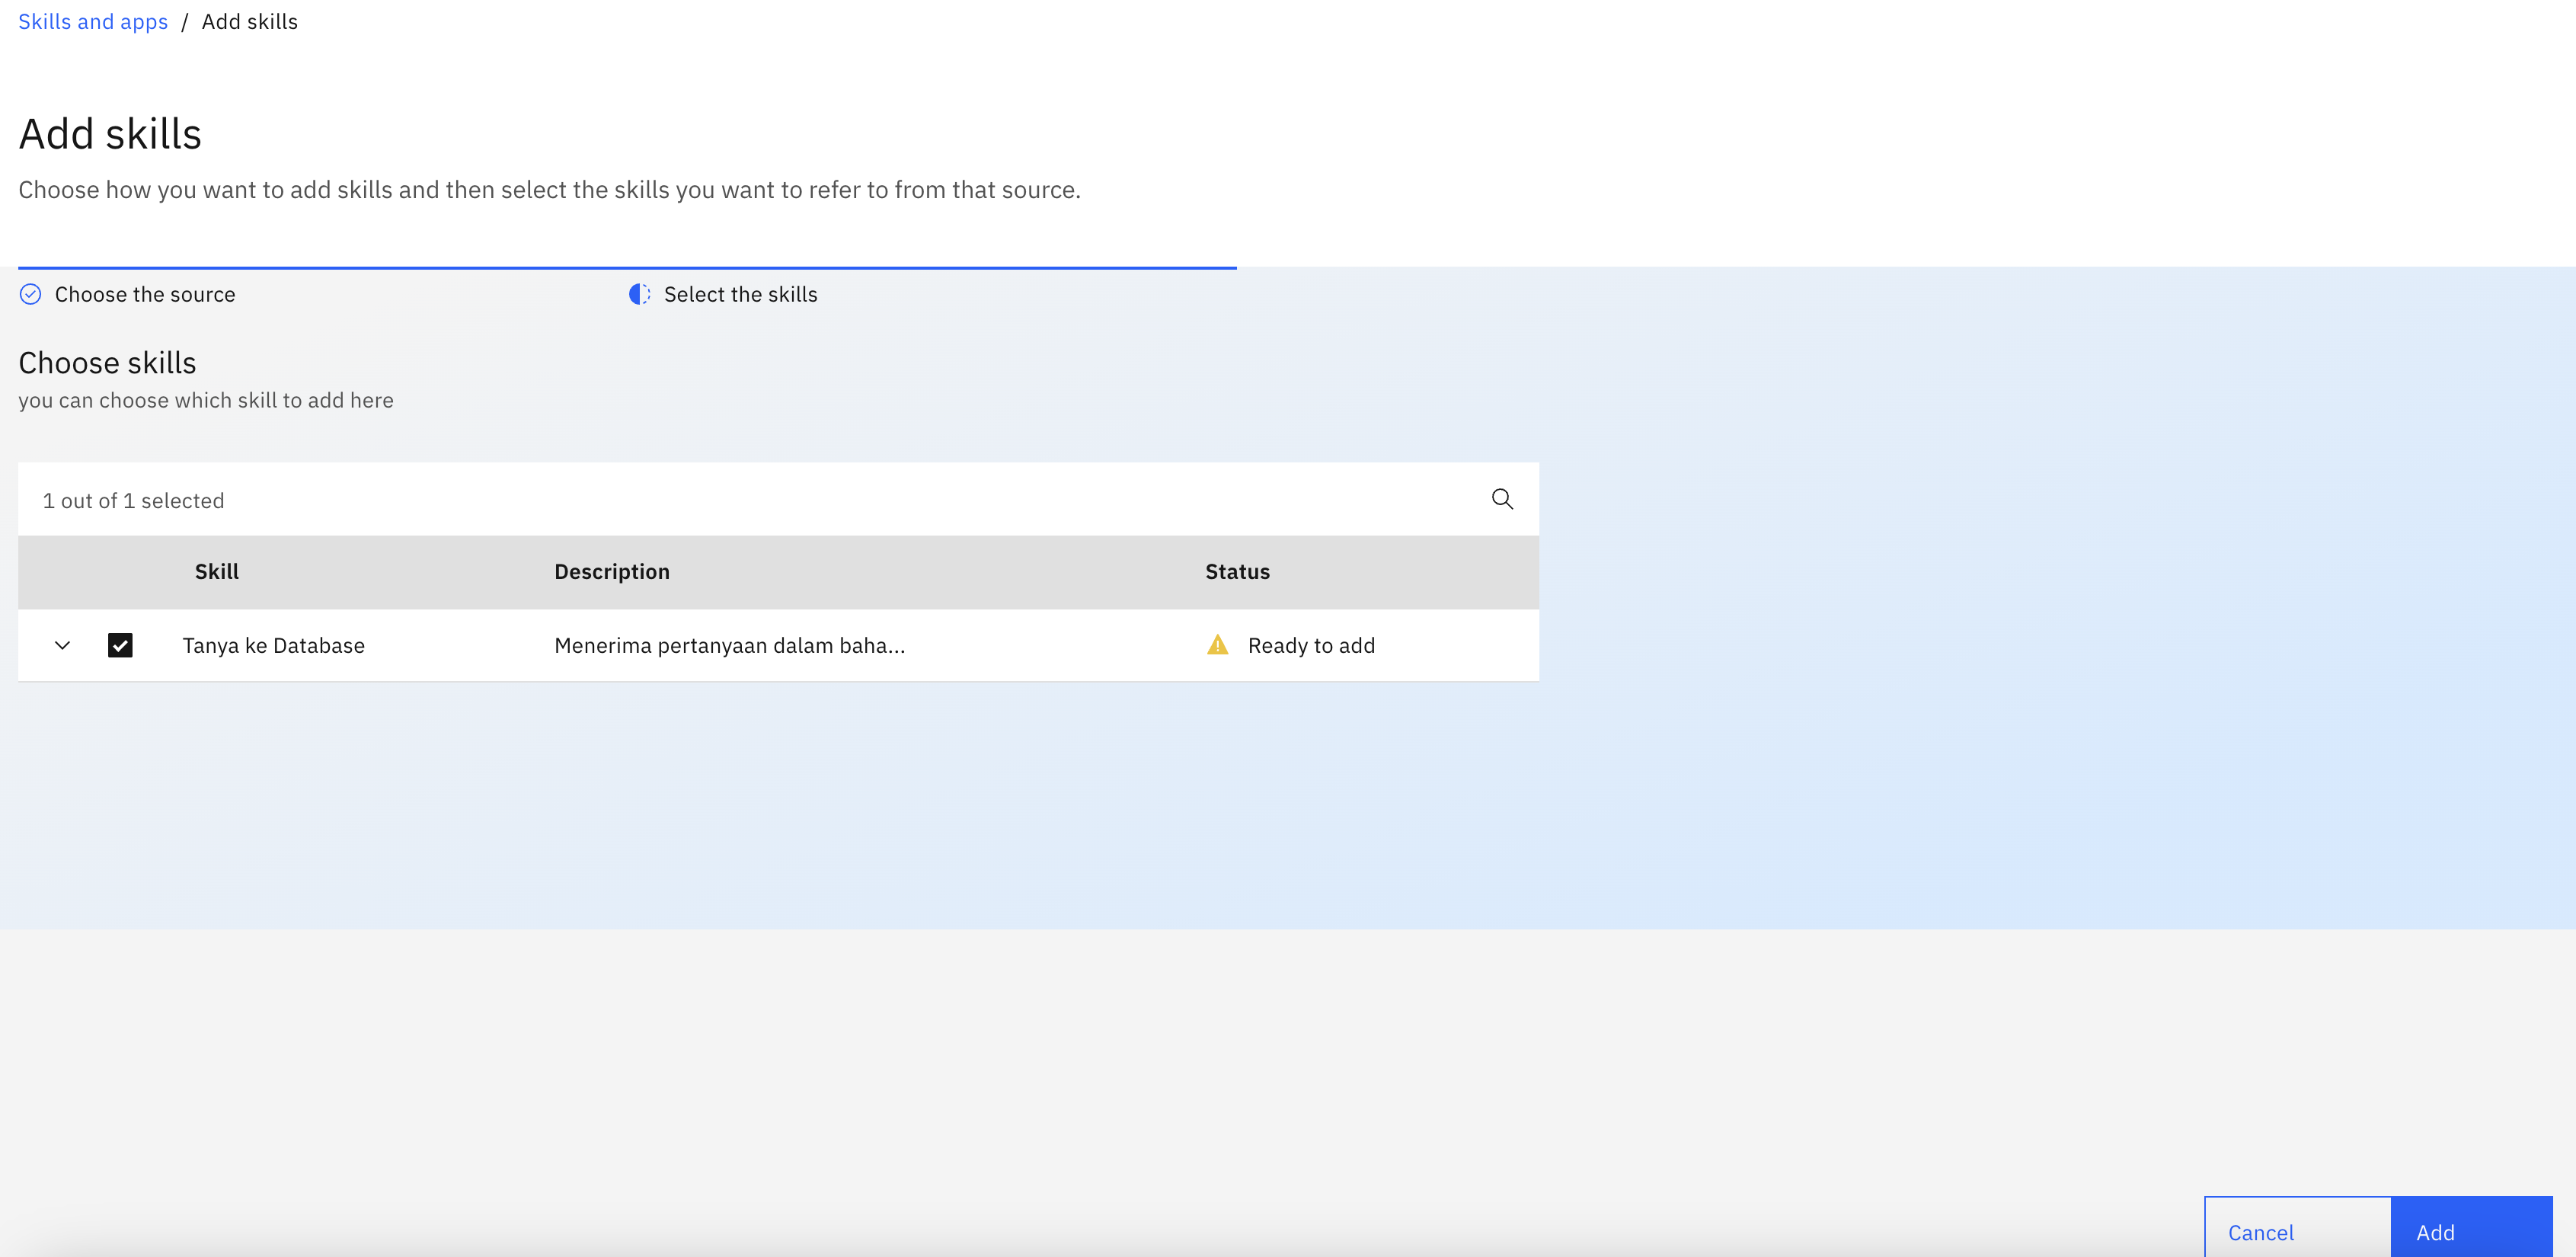 Skills and apps / Add skills
Add skills
Choose how you want to add skills and then select the skills you want to refer to from that source.
Choose the source
Select the skills
Choose skills
you can choose which skill to add here
1 out of 1 selected
Skill Description Status
Tanya ke Database Menerima pertanyaan dalam baha... Ready to add
Cancel Add